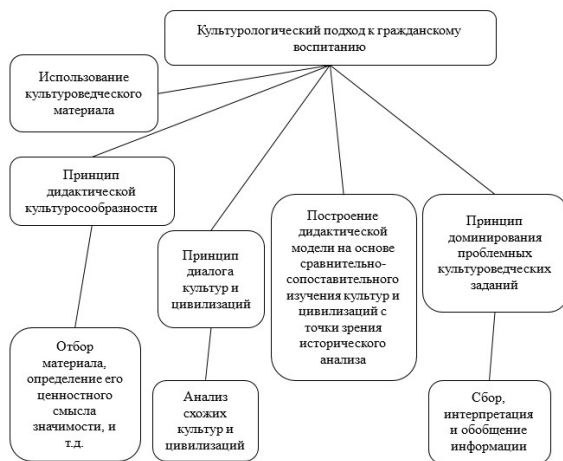 Культурологический подход к гражданскому
воспитанию
Использование
культуроведческого
материала
Принцип
дидактической
культуросообразности
Принцип
диалога
культур и
цивилизаций
Построение
дидактической
модели на основе
сравнительно-
сопоставительного
изучения культур и
цивилизаций с
точки зрения
исторического
анализа
Принцип
доминирования
проблемных
культуроведческих
заданий
Отбор
материала,
определение его
ценностного
смысла
значимости, и
т.д.
Анализ
схожих
культур и
цивилизаций
Сбор,
интерпретация
и обобщение
информации